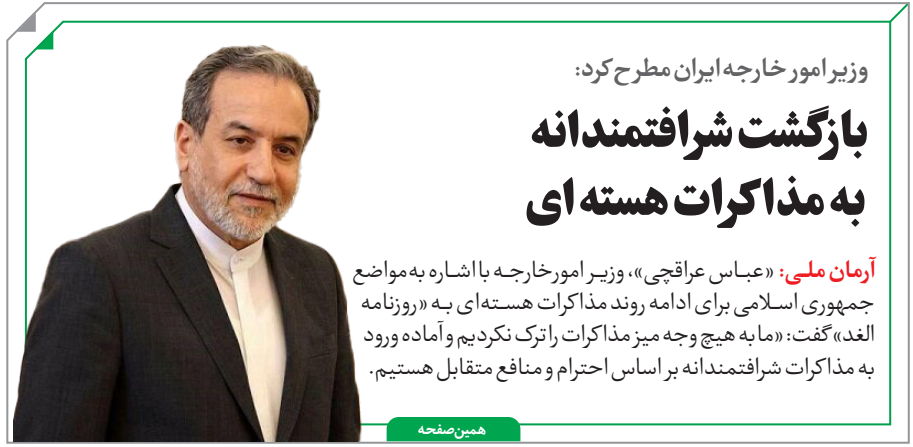 وزیر امور خارجه ایران مطرح کرد:
بازگشت شرافتمندانه
به مذاکرات هسته ای
آرمان ملی: «عباس عراقچی»، وزیر امورخارجه با اشاره به مواضع
جمهوری اسلامی برای ادامه روند مذاکرات هسته‌ای به «روزنامه
الغد» گفت: «ما به هیچ وجه میز مذاکرات را ترک نکردیم و آماده ورود
به مذاکرات شرافتمندانه بر اساس احترام و منافع متقابل هستیم.
همین‌صفحه